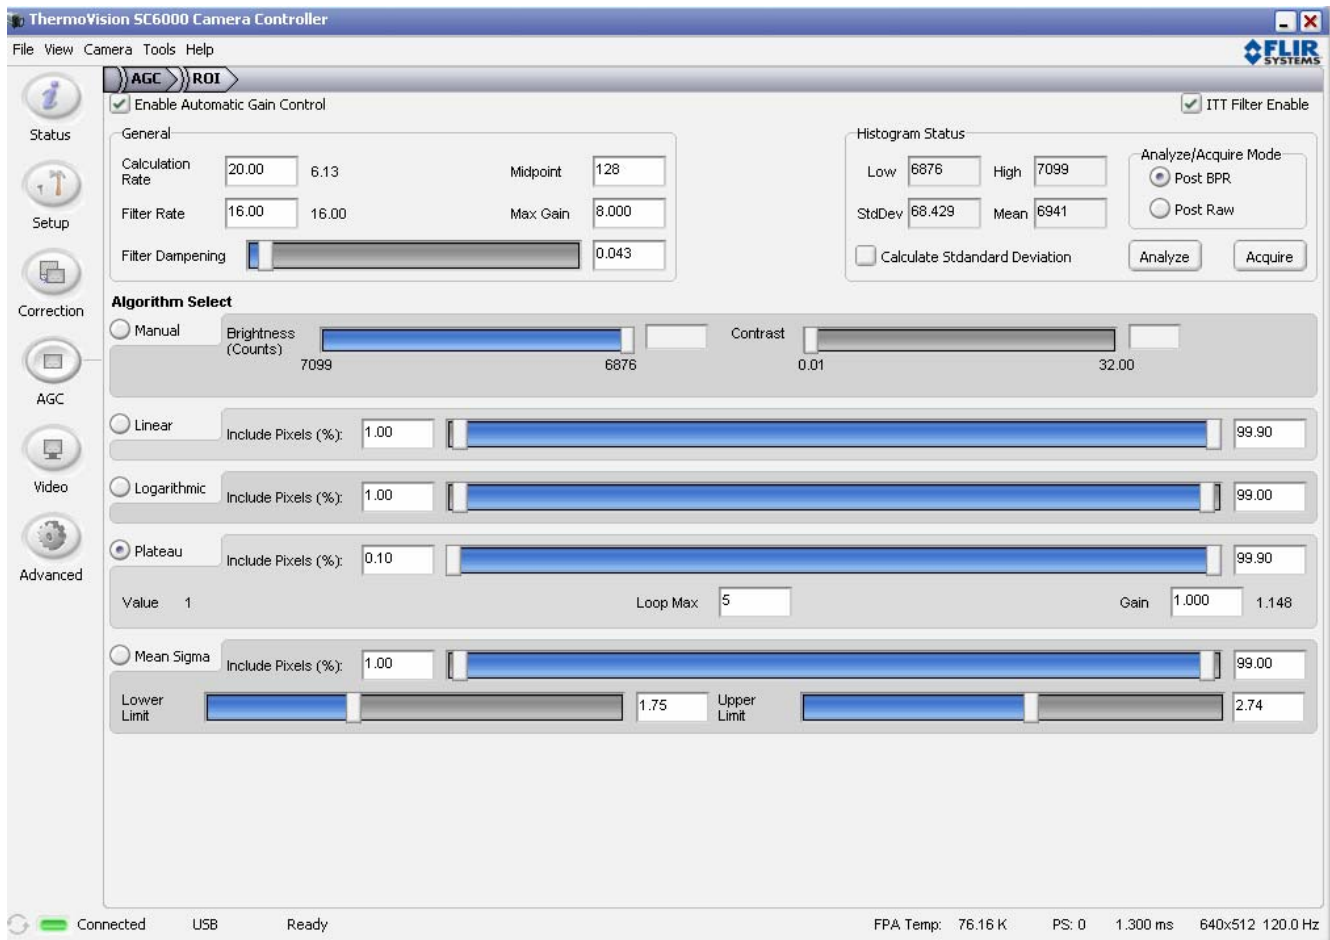 ThermoVision SC6000 Camera Controller
File View Camera Tools Help
FLIR
SYSTEMS
AGC ROI
Enable Automatic Gain Control
ITT Filter Enable
Status
Setup
Correction
AGC
Video
Advanced
General
Calculation
Rate
20.00 6.13
Midpoint 128
Filter Rate 16.00 16.00
Max Gain 8.000
Filter Dampening 0.043
Histogram Status
Low 6876 High 7099
StdDev 68.429 Mean 6941
Calculate Stdandard Deviation
Analyze/Acquire Mode
Post BPR
Post Raw
Analyze Acquire
Algorithm Select
Manual
Brightness
(Counts)
7099 6876
Contrast
0.01 32.00
Linear
Include Pixels (%): 1.00 99.90
Logarithmic
Include Pixels (%): 1.00 99.00
Plateau
Include Pixels (%): 0.10 99.90
Value 1 Loop Max 5 Gain 1.000 1.148
Mean Sigma
Include Pixels (%): 1.00 99.00
Lower
Limit
1.75
Upper
Limit
2.74
Connected USB Ready FPA Temp: 76.16 K PS: 0 1.300 ms 640x512 120.0 Hz